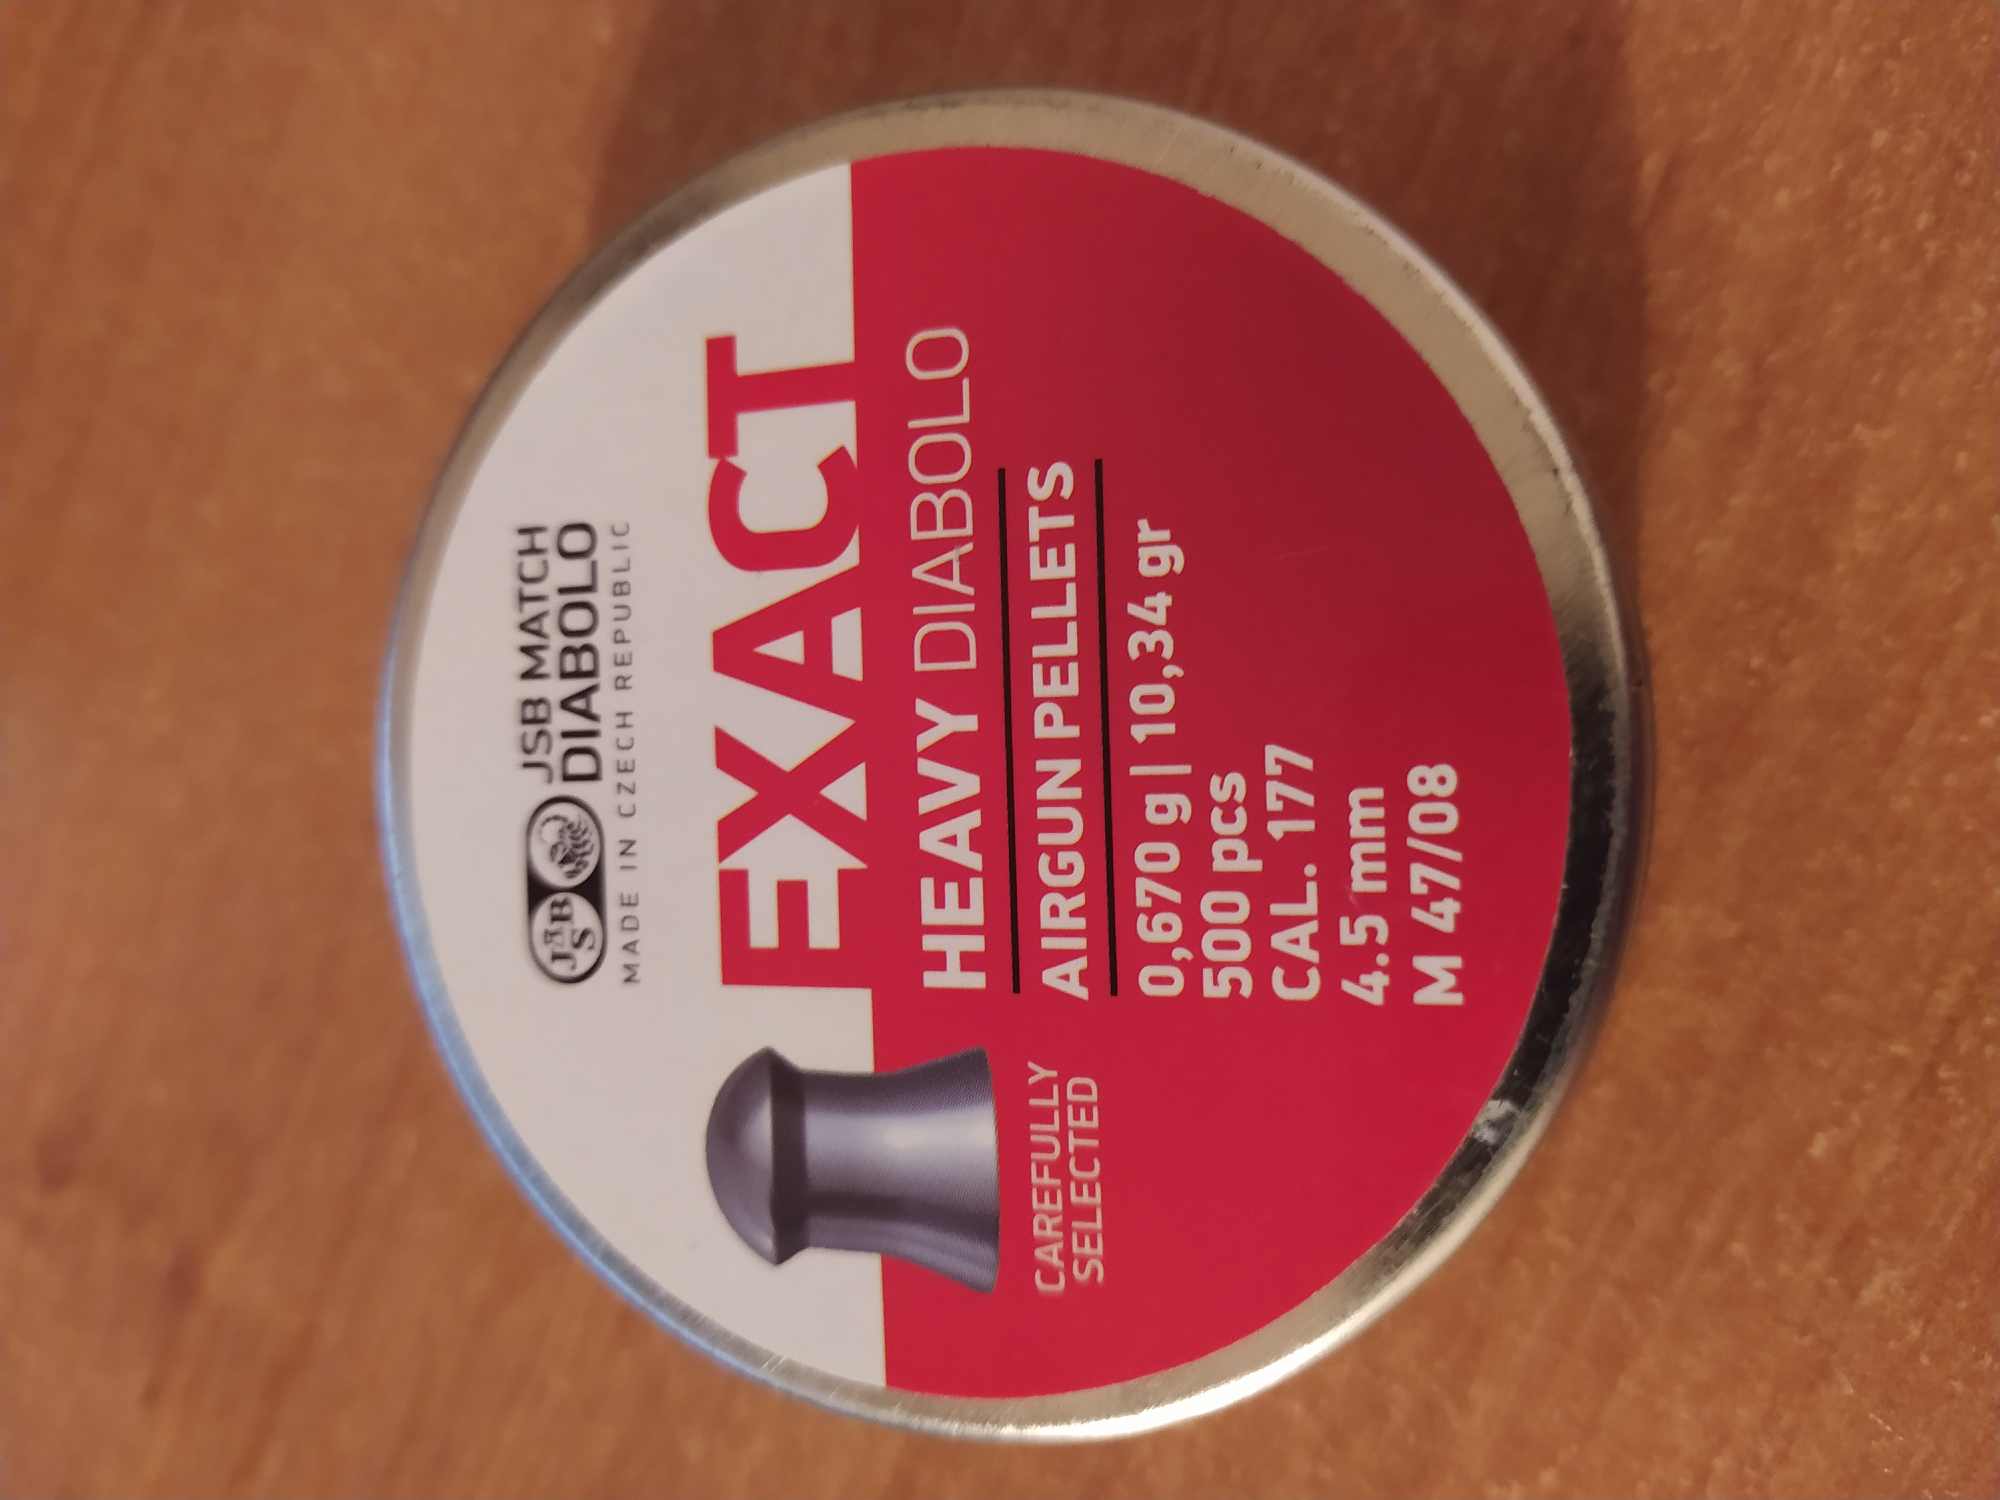 JSB
JSB MATCH
DIABOLO
MADE IN CZECH REPUBLIC
EXACT
HEAVY DIABOLO
AIRGUN PELLETS
0,670 g | 10,34 gr
500 pcs
CAL. 177
4.5 mm
M 47/08
CAREFULLY
SELECTED